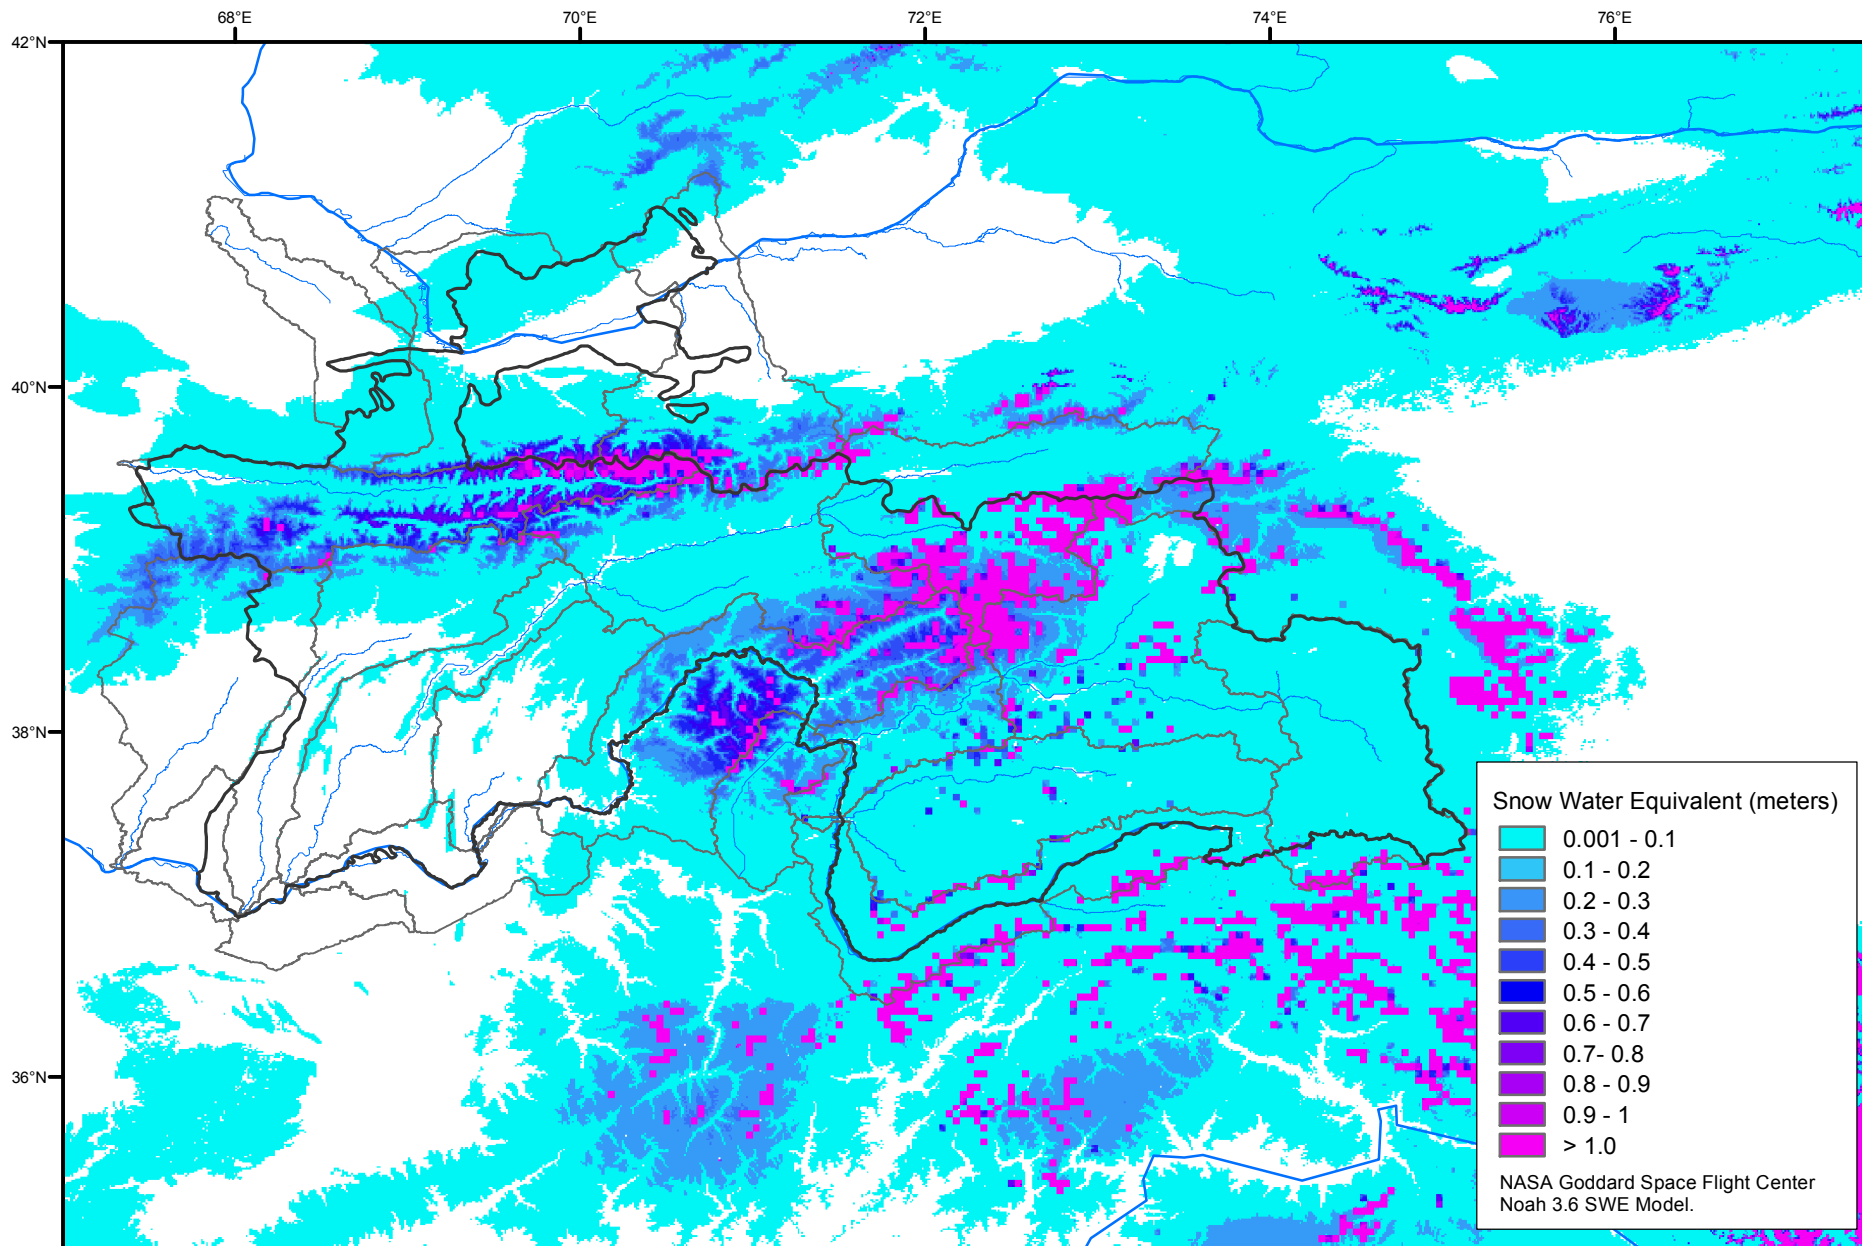 68°E
70°E
72°E
74°E
76°E
42°N
40°N
38°N
36°N
Snow Water Equivalent (meters)
0.001 - 0.1
0.1 - 0.2
0.2 - 0.3
0.3 - 0.4
0.4 - 0.5
0.5 - 0.6
0.6 - 0.7
0.7- 0.8
0.8 - 0.9
0.9 - 1
> 1.0
NASA Goddard Space Flight Center
Noah 3.6 SWE Model.